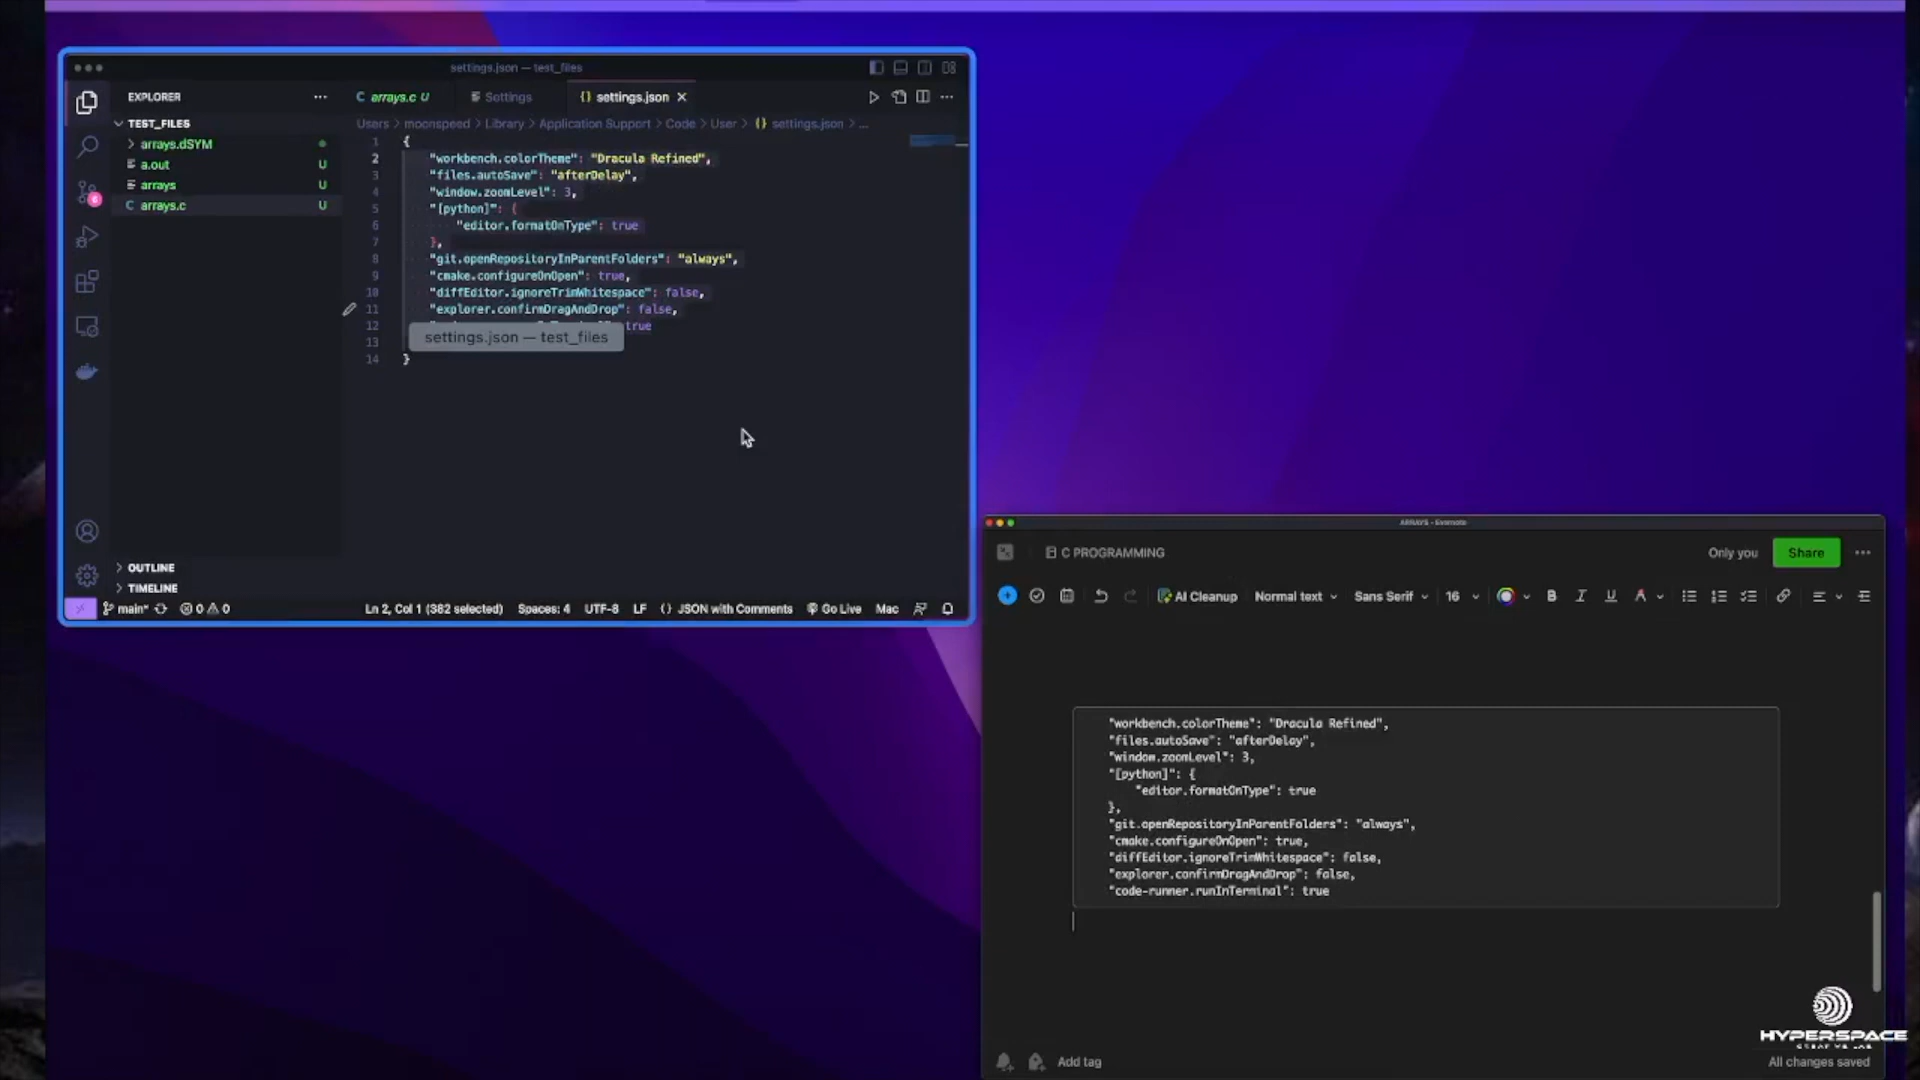 settings.json — test_files
EXPLORER
arrays.c U
Settings
settings.json
TEST_FILES
Users > moonspeed > Library > Application Support > Code > User > {} settings.json > ...
arrays.dSYM
a.out U
arrays U
C arrays.c U
1 {
2 "workbench.colorTheme": "Dracula Refined",
3 "files.autoSave": "afterDelay",
4 "window.zoomLevel": 3,
5 "[python]": {
6 "editor.formatOnType": true
7 },
8 "git.openRepositoryInParentFolders": "always",
9 "cmake.configureOnOpen": true,
10 "diffEditor.ignoreTrimWhitespace": false,
11 "explorer.confirmDragAndDrop": false,
12 true
settings.json — test_files
13
14 }
OUTLINE
TIMELINE
main* 0 0
Ln 2, Col 1 (382 selected) Spaces: 4 UTF-8 LF {} JSON with Comments Go Live Mac
ARRAYS - Evernote
C PROGRAMMING
Only you
Share
AI Cleanup Normal text Sans Serif 16 B I U A
"workbench.colorTheme": "Dracula Refined",
"files.autoSave": "afterDelay",
"window.zoomLevel": 3,
"[python]": {
"editor.formatOnType": true
},
"git.openRepositoryInParentFolders": "always",
"cmake.configureOnOpen": true,
"diffEditor.ignoreTrimWhitespace": false,
"explorer.confirmDragAndDrop": false,
"code-runner.runInTerminal": true
HYPERSPACE
Add tag
All changes saved